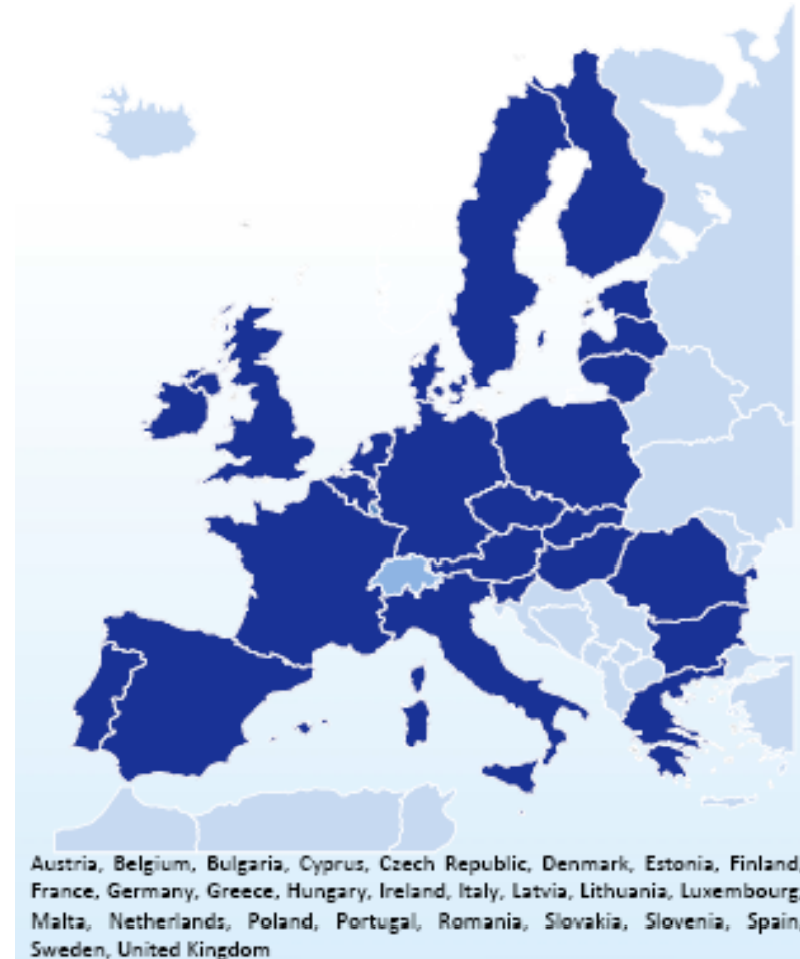 Austria, Belgium, Bulgaria, Cyprus, Czech Republic, Denmark, Estonia, Finland,
France, Germany, Greece, Hungary, Ireland, Italy, Latvia, Lithuania, Luxembourg,
Malta, Netherlands, Poland, Portugal, Romania, Slovakia, Slovenia, Spain,
Sweden, United Kingdom